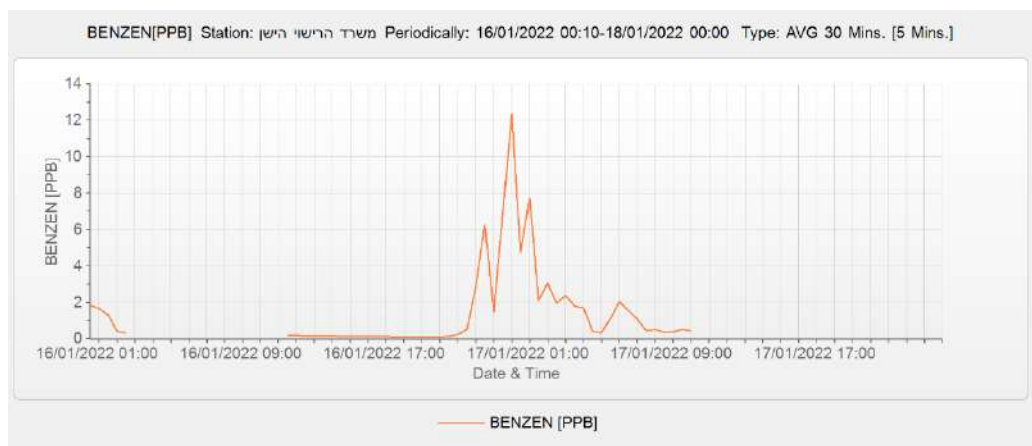 BENZEN[PPB] Station: משרד הרישוי הישן Periodically: 16/01/2022 00:10-18/01/2022 00:00 Type: AVG 30 Mins. [5 Mins.]
14
12
10
8
6
4
2
0
BENZEN [PPB]
16/01/2022 01:00 16/01/2022 09:00 16/01/2022 17:00 17/01/2022 01:00 17/01/2022 09:00 17/01/2022 17:00
Date & Time
BENZEN [PPB]